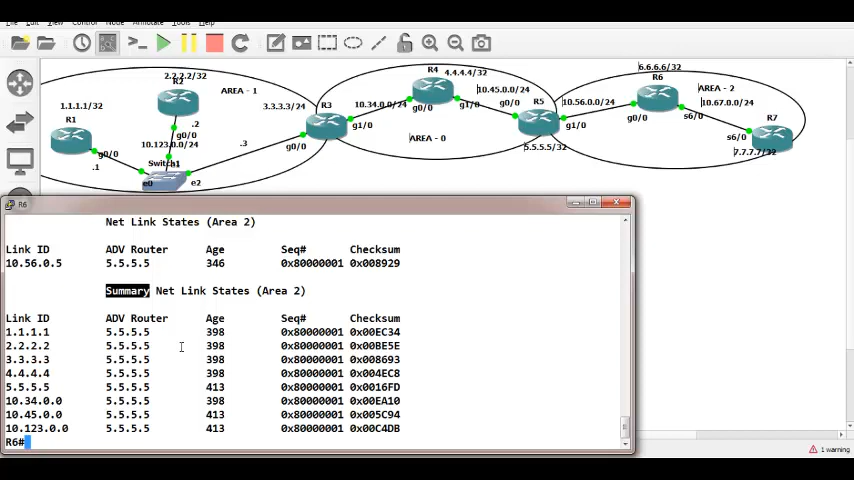 File Edit View Control Node Annotate Tools Help
6.6.6.6/32
2.2.2.2/32
R2
AREA - 1
R4
4.4.4.4/32
R6
AREA - 2
1.1.1.1/32
3.3.3.3/24
R3
10.34.0.0/24
10.45.0.0/24
R5
10.56.0.0/24
10.67.0.0/24
R1
.2
g0/0
g1/0
g0/0
g1/0
g0/0
g1/0
g0/0
s6/0
R7
g0/0
10.123.0.0/24
.3
g0/0
AREA - 0
s6/0
.1
Switch1
5.5.5.5/32
7.7.7.7/32
e0
e2
R6
Net Link States (Area 2)
Link ID ADV Router Age Seq# Checksum
10.56.0.5 5.5.5.5 346 0x80000001 0x008929
Summary Net Link States (Area 2)
Link ID ADV Router Age Seq# Checksum
1.1.1.1 5.5.5.5 398 0x80000001 0x00EC34
2.2.2.2 5.5.5.5 398 0x80000001 0x00BE5E
3.3.3.3 5.5.5.5 398 0x80000001 0x008693
4.4.4.4 5.5.5.5 398 0x80000001 0x004EC8
5.5.5.5 5.5.5.5 413 0x80000001 0x0016FD
10.34.0.0 5.5.5.5 398 0x80000001 0x00EA10
10.45.0.0 5.5.5.5 413 0x80000001 0x005C94
10.123.0.0 5.5.5.5 413 0x80000001 0x00C4DB
R6#
1 warning